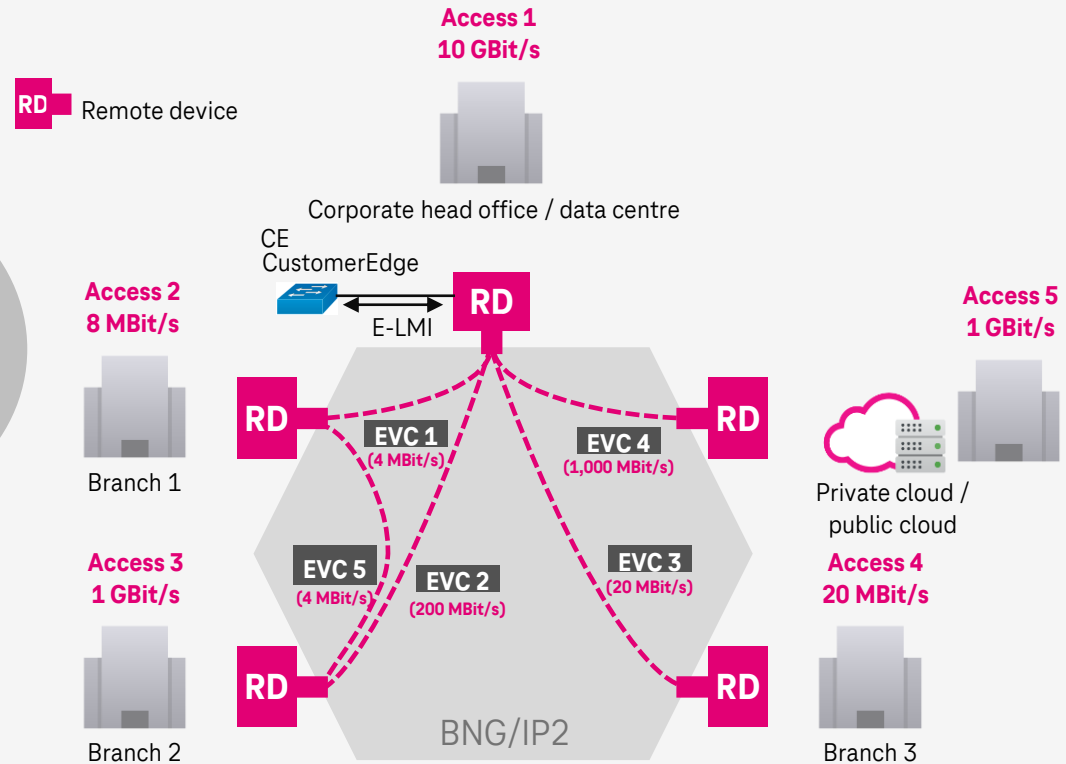 Access 1
10 GBit/s
RD
Remote device
Corporate head office / data centre
CE
CustomerEdge
E-LMI
RD
Access 2
8 MBit/s
Branch 1
RD
EVC 1
(4 MBit/s)
EVC 4
(1,000 MBit/s)
RD
Access 5
1 GBit/s
Private cloud /
public cloud
Access 3
1 GBit/s
Branch 2
RD
EVC 5
(4 MBit/s)
EVC 2
(200 MBit/s)
EVC 3
(20 MBit/s)
RD
Access 4
20 MBit/s
Branch 3
BNG/IP2